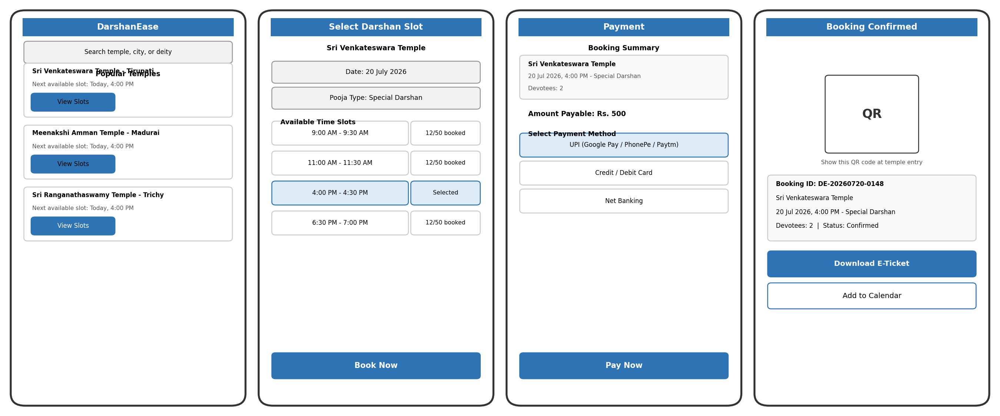 DarshanEase
Search temple, city, or deity
Popular Temples
Sri Venkateswara Temple - Tirupati
Next available slot: Today, 4:00 PM
View Slots
Meenakshi Amman Temple - Madurai
Next available slot: Today, 4:00 PM
View Slots
Sri Ranganathaswamy Temple - Trichy
Next available slot: Today, 4:00 PM
View Slots
Select Darshan Slot
Sri Venkateswara Temple
Date: 20 July 2026
Pooja Type: Special Darshan
Available Time Slots
9:00 AM - 9:30 AM 12/50 booked
11:00 AM - 11:30 AM 12/50 booked
4:00 PM - 4:30 PM Selected
6:30 PM - 7:00 PM 12/50 booked
Book Now
Payment
Booking Summary
Sri Venkateswara Temple
20 Jul 2026, 4:00 PM - Special Darshan
Devotees: 2
Amount Payable: Rs. 500
Select Payment Method
UPI (Google Pay / PhonePe / Paytm)
Credit / Debit Card
Net Banking
Pay Now
Booking Confirmed
QR
Show this QR code at temple entry
Booking ID: DE-20260720-0148
Sri Venkateswara Temple
20 Jul 2026, 4:00 PM - Special Darshan
Devotees: 2 | Status: Confirmed
Download E-Ticket
Add to Calendar